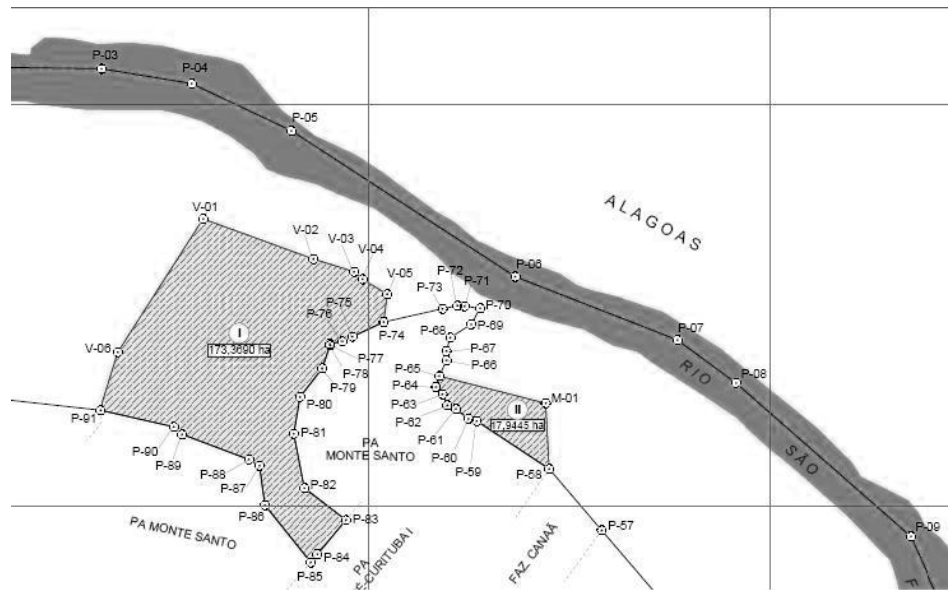 P-03
P-04
P-05
ALAGOAS
V-01
V-02
V-03
V-04
V-05
P-06
P-72
P-71
P-70
P-73
P-69
P-75
P-76
P-74
P-68
P-07
I
173,3690 ha
P-77
P-67
V-06
P-78
P-66
P-65
RIO
P-08
P-79
P-64
P-80
P-63
M-01
II
17,9445 ha
P-91
P-62
P-61
P-90
P-81
P-60
P-89
PA
MONTE SANTO
P-59
SÃO
P-88
P-58
P-87
P-82
P-86
P-83
P-57
P-09
PA MONTE SANTO
P-84
P-85
PA
É-CURITUBAI
FAZ. CANAÃ
F